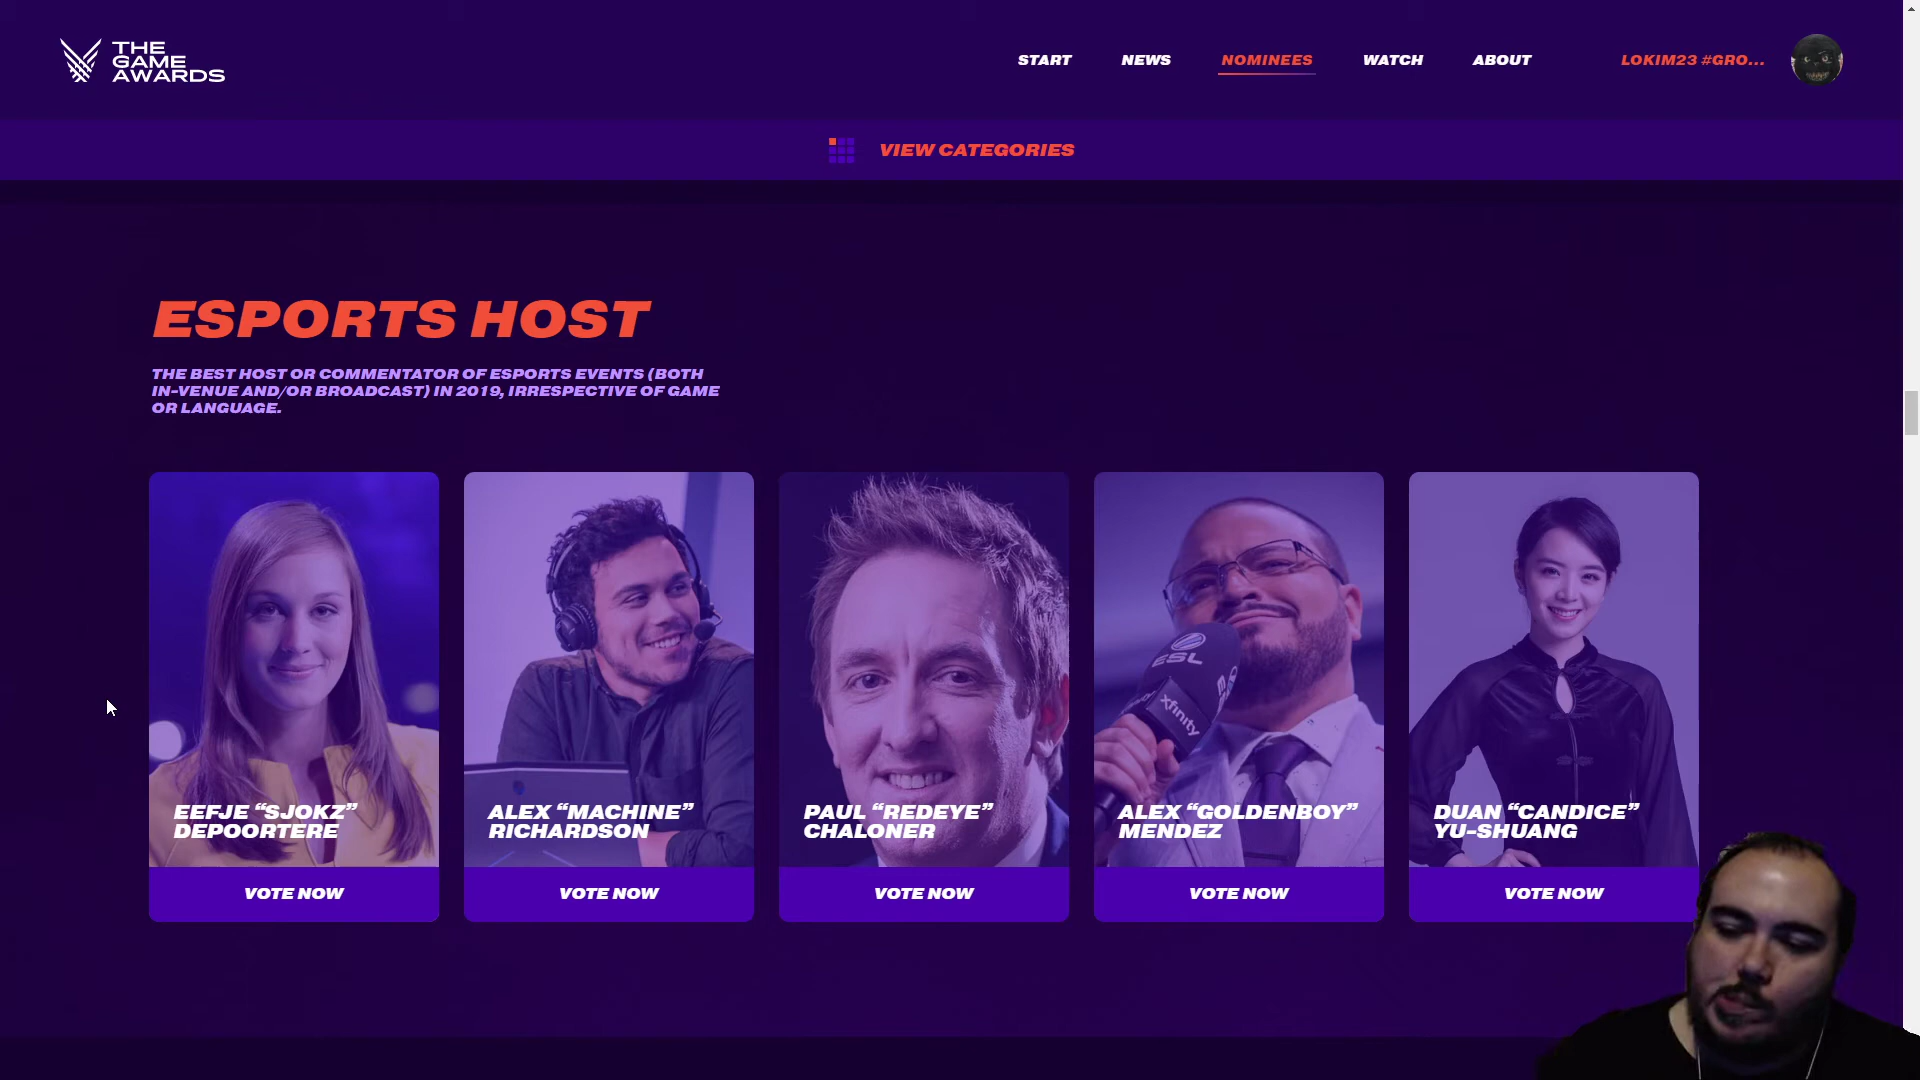 THE
GAME
AWARDS
START NEWS NOMINEES WATCH ABOUT LOKIM23 #GRO...
VIEW CATEGORIES
ESPORTS HOST
THE BEST HOST OR COMMENTATOR OF ESPORTS EVENTS (BOTH
IN-VENUE AND/OR BROADCAST) IN 2019, IRRESPECTIVE OF GAME
OR LANGUAGE.
ESL
xfinity
EEFJE “SJOKZ”
DEPOORTERE
VOTE NOW
ALEX “MACHINE”
RICHARDSON
VOTE NOW
PAUL “REDEYE”
CHALONER
VOTE NOW
ALEX “GOLDENBOY”
MENDEZ
VOTE NOW
DUAN “CANDICE”
YU-SHUANG
VOTE NOW